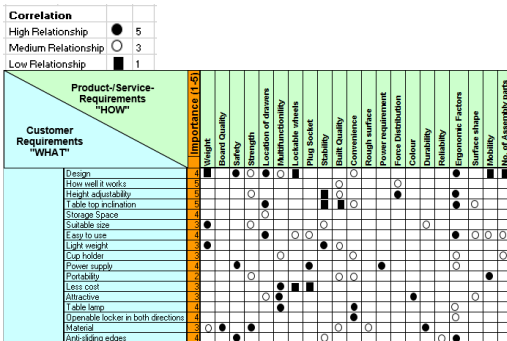 Correlation
High Relationship 5
Medium Relationship 3
Low Relationship 1
Product-/Service-
Requirements
"HOW"
Customer
Requirements
"WHAT"
Importance (1-5)
Weight
Board Quality
Safety
Strength
Location of drawers
Multifunctionility
Lockable wheels
Plug Socket
Stability
Built Quality
Convenience
Rough surface
Power requirement
Force Distribution
Colour
Durability
Reliabilty
Ergonomic Factors
Surface shape
Mobility
No. of Assembly parts
Design 4
How well it works 5
Height adjustability 5
Table top inclination 5
Storage Space 4
Suitable size 3
Easy to use 4
Light weight 3
Cup holder 3
Power supply 4
Portability 2
Less cost 3
Attractive 3
Table lamp 4
Openable locker in both directions 4
Material 3
Anti-sliding edges 4